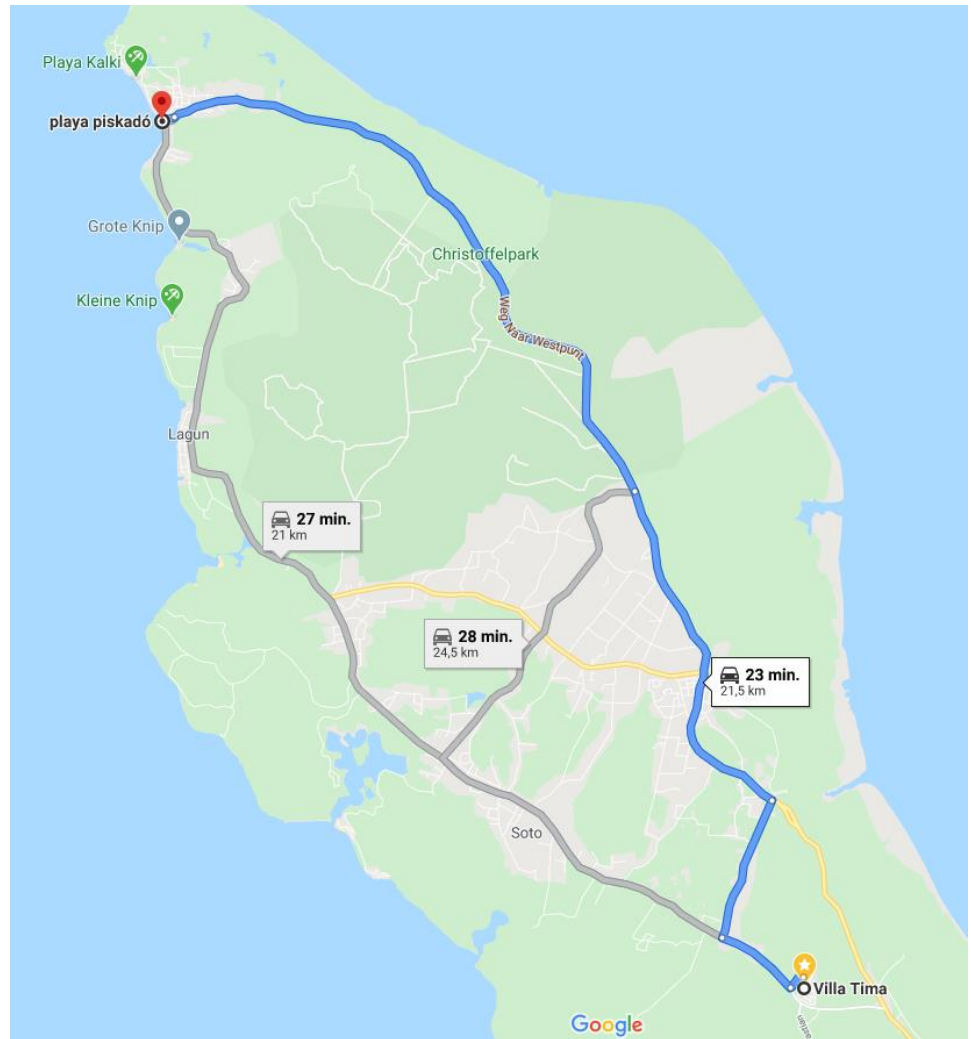 Playa Kalki
playa piskadó
Grote Knip
Christoffelpark
Kleine Knip
Weg Naar Westpunt
Lagun
27 min.
21 km
28 min.
24,5 km
23 min.
21,5 km
Soto
Villa Tima
Google